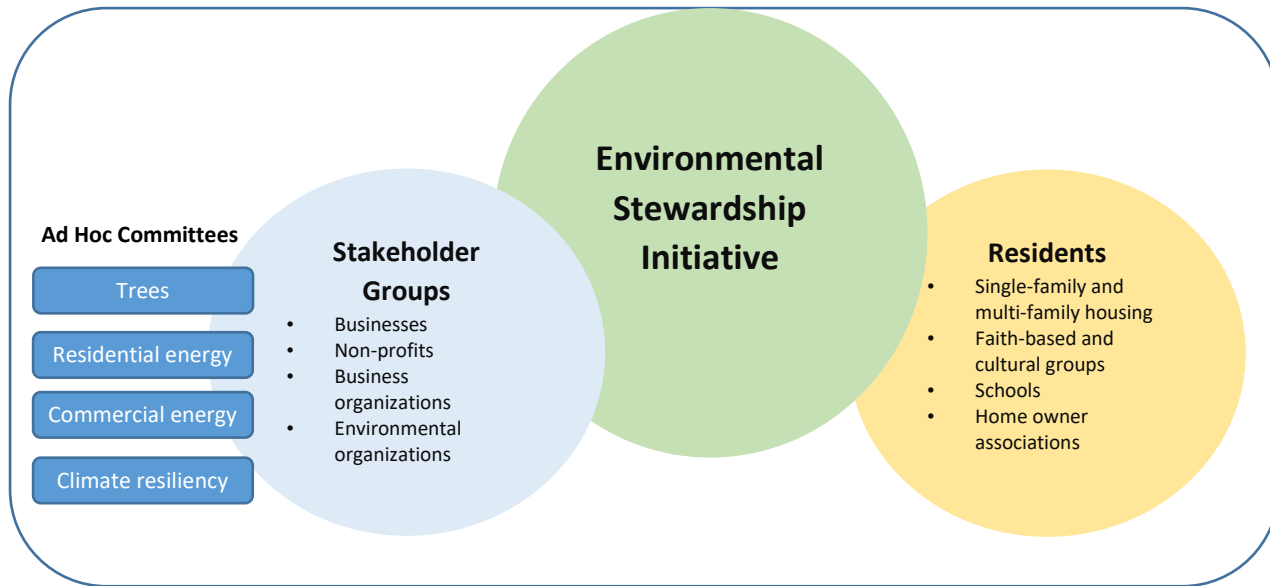 Environmental
Stewardship
Initiative
Ad Hoc Committees
Trees
Residential energy
Commercial energy
Climate resiliency
Stakeholder
Groups
• Businesses
• Non-profits
• Business
organizations
• Environmental
organizations
Residents
• Single-family and
multi-family housing
• Faith-based and
cultural groups
• Schools
• Home owner
associations